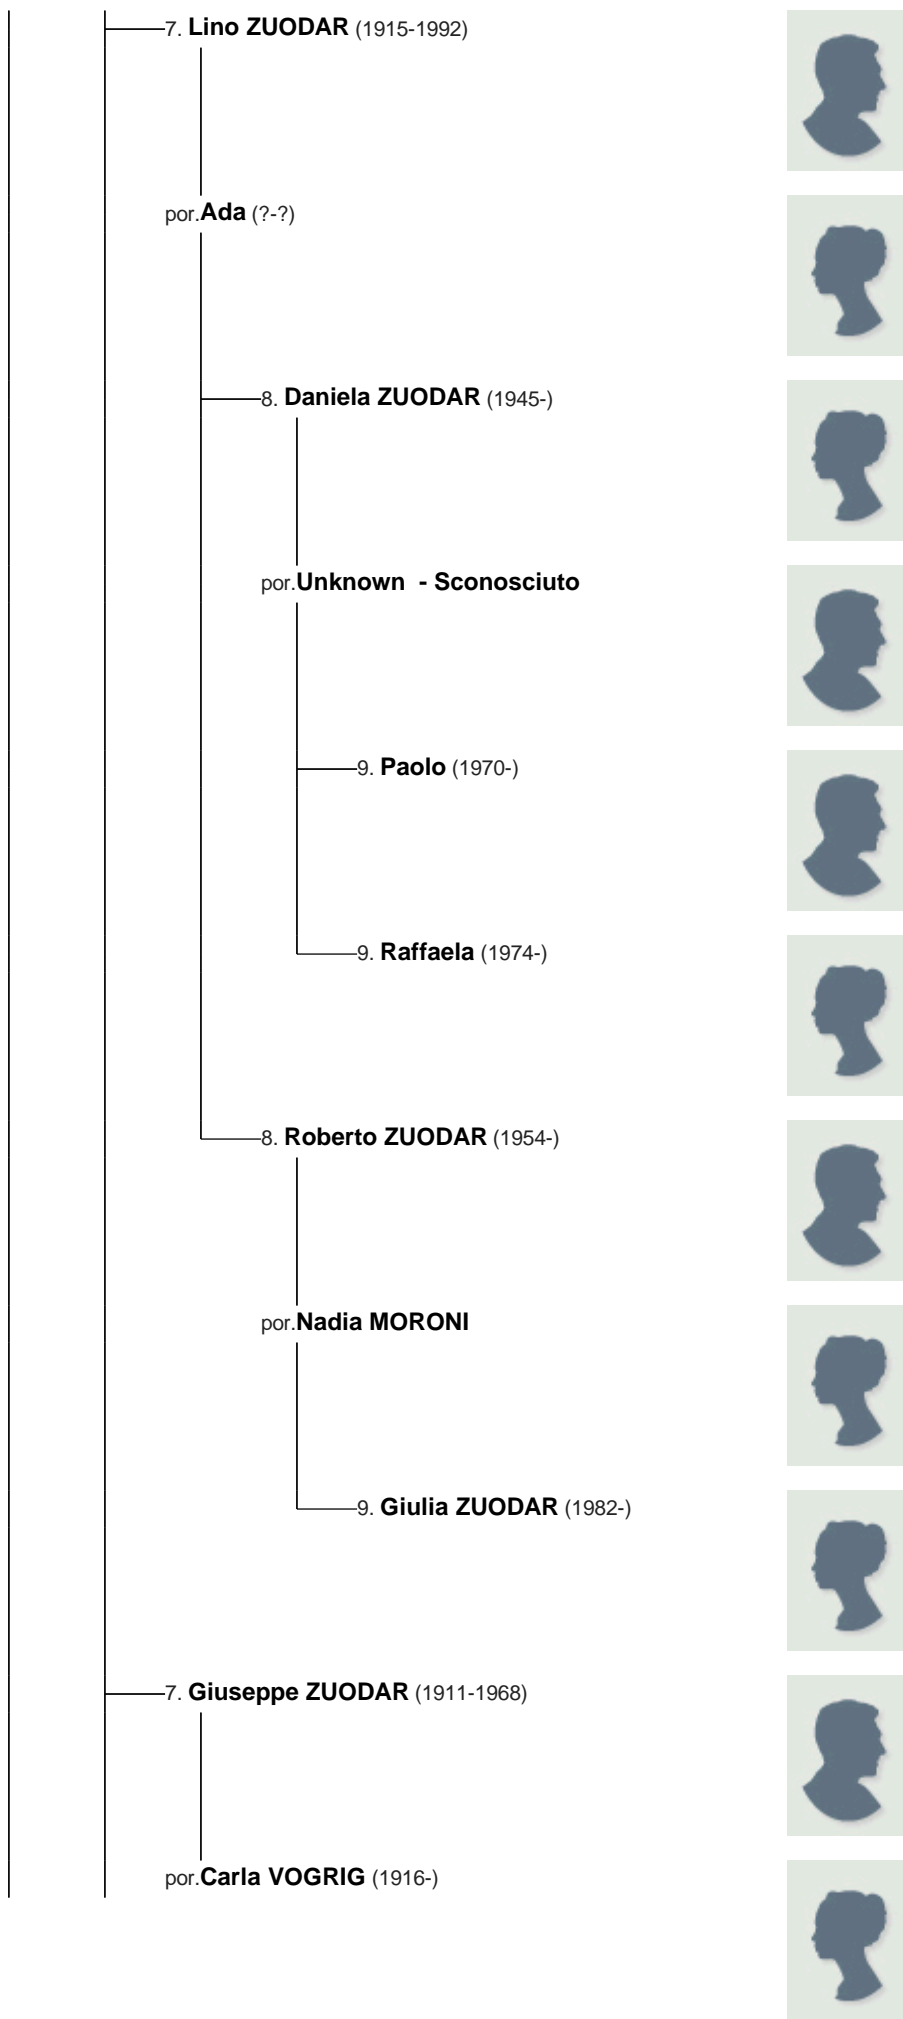 7. Lino ZUODAR (1915-1992)
por.Ada (?-?)
8. Daniela ZUODAR (1945-)
por.Unknown - Sconosciuto
9. Paolo (1970-)
9. Raffaela (1974-)
8. Roberto ZUODAR (1954-)
por.Nadia MORONI
9. Giulia ZUODAR (1982-)
7. Giuseppe ZUODAR (1911-1968)
por.Carla VOGRIG (1916-)